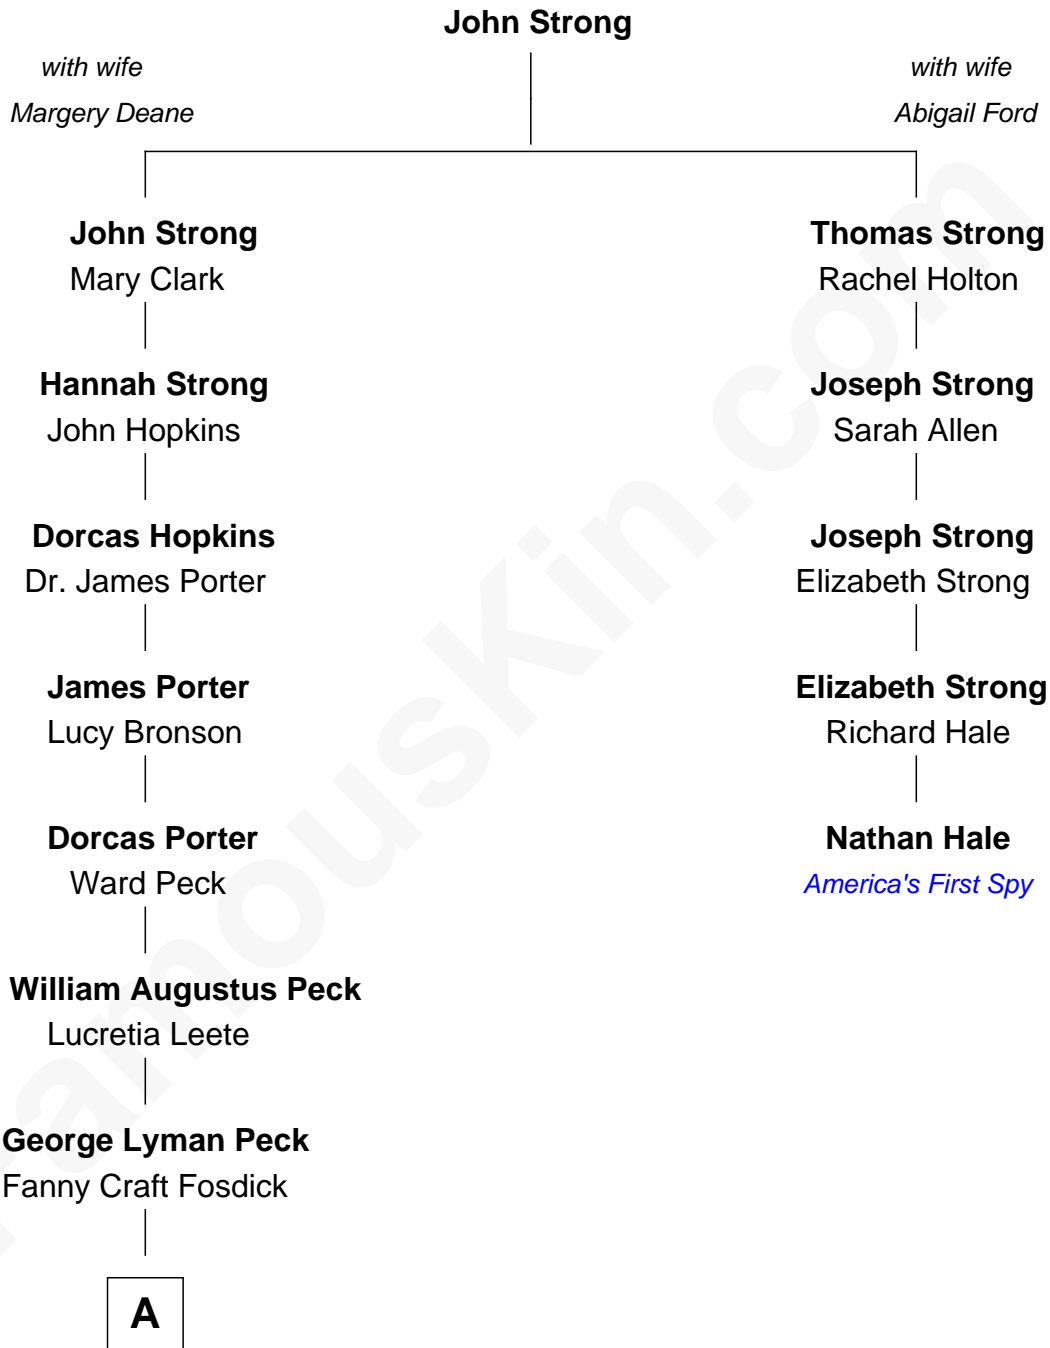 John Strong
with wife
Margery Deane
with wife
Abigail Ford
John Strong
Mary Clark
Thomas Strong
Rachel Holton
Hannah Strong
John Hopkins
Joseph Strong
Sarah Allen
Dorcas Hopkins
Dr. James Porter
Joseph Strong
Elizabeth Strong
James Porter
Lucy Bronson
Elizabeth Strong
Richard Hale
Dorcas Porter
Ward Peck
Nathan Hale
America's First Spy
William Augustus Peck
Lucretia Leete
George Lyman Peck
Fanny Craft Fosdick
A
FamousKin.com